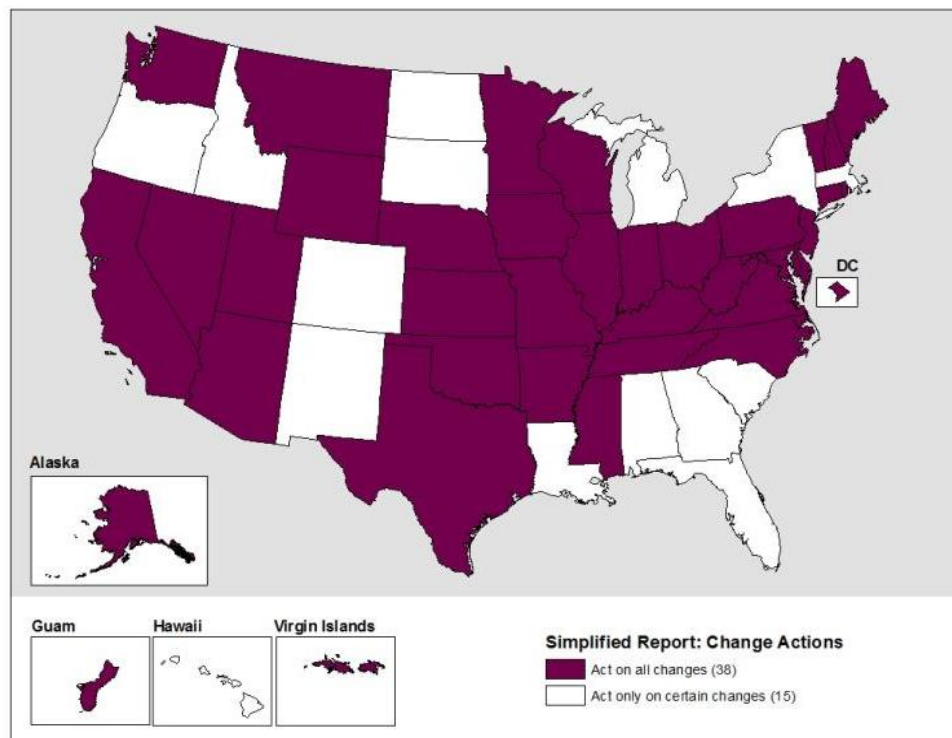 DC
Alaska
Guam
Hawaii
Virgin Islands
Simplified Report: Change Actions
Act on all changes (38)
Act only on certain changes (15)